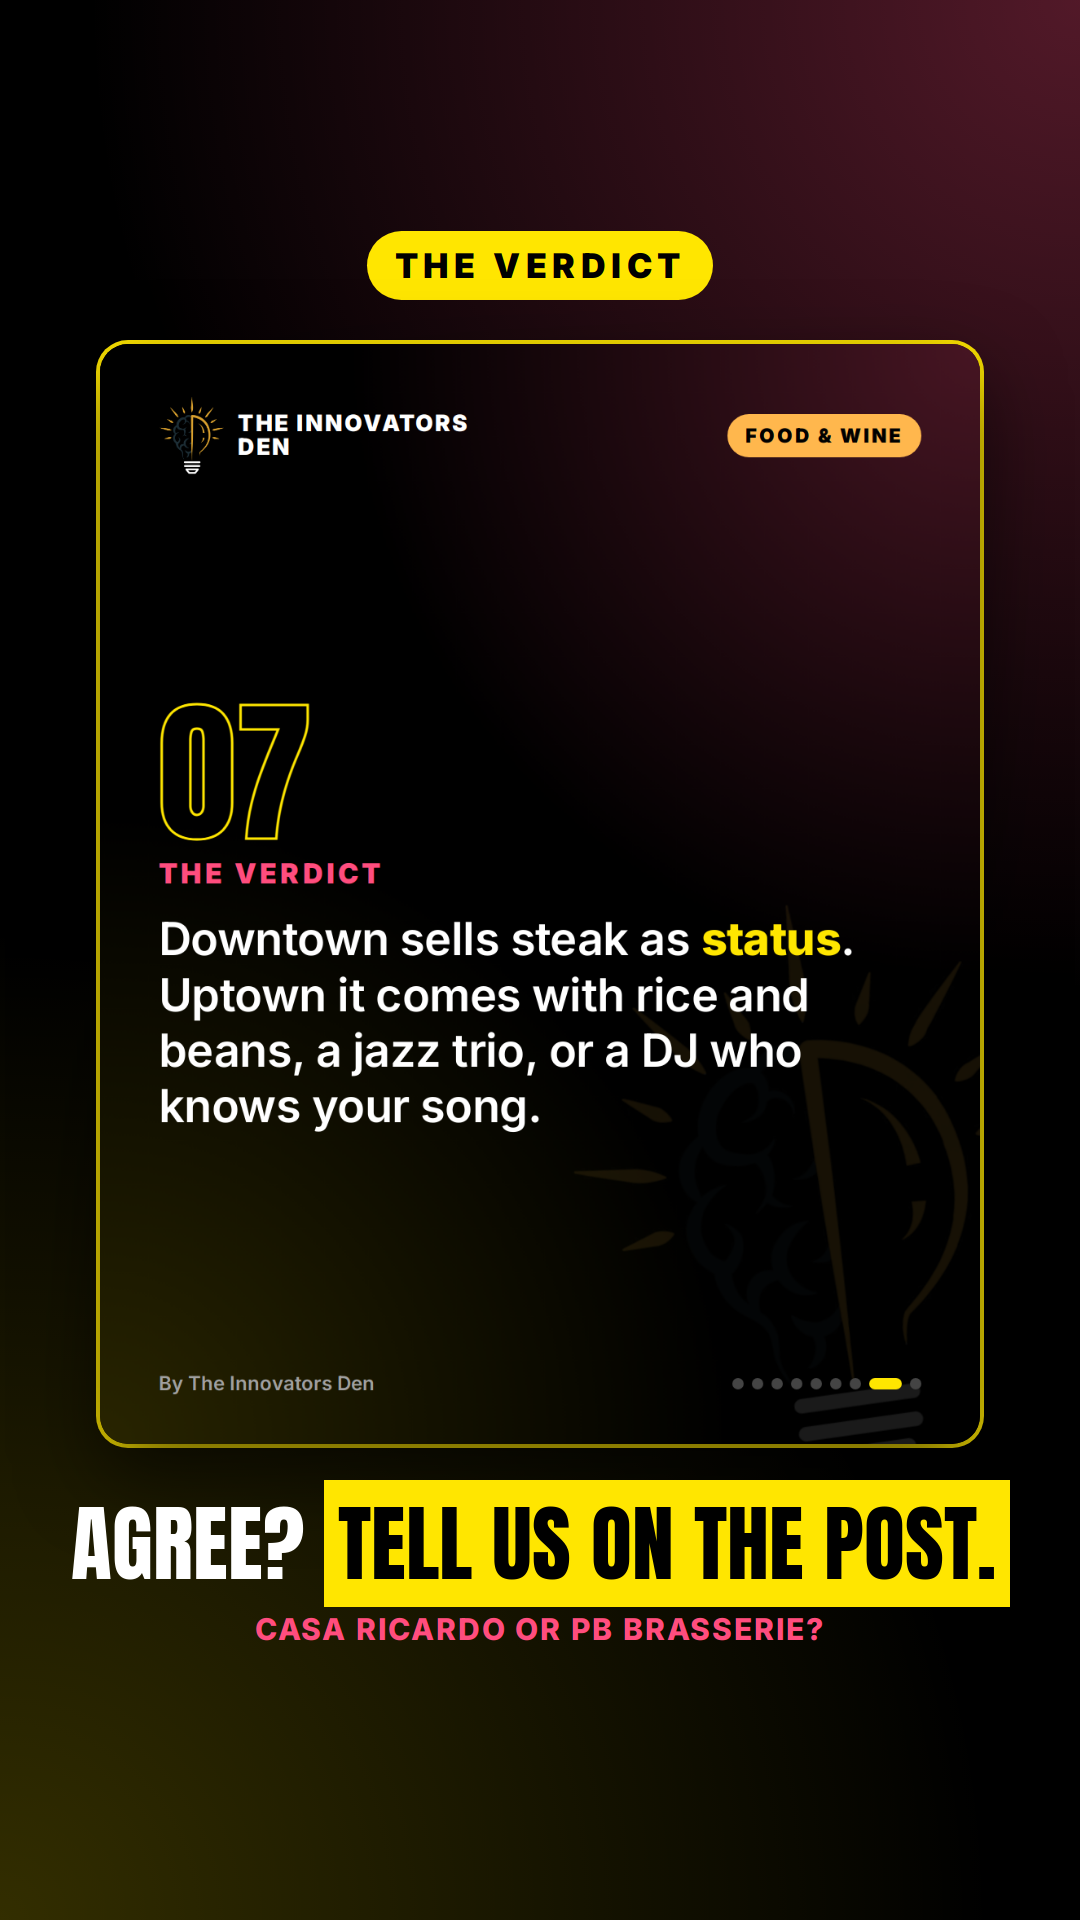 THE VERDICT
THE INNOVATORS
DEN
FOOD & WINE
07
THE VERDICT
Downtown sells steak as status.
Uptown it comes with rice and
beans, a jazz trio, or a DJ who
knows your song.
By The Innovators Den
AGREE? TELL US ON THE POST.
CASA RICARDO OR PB BRASSERIE?